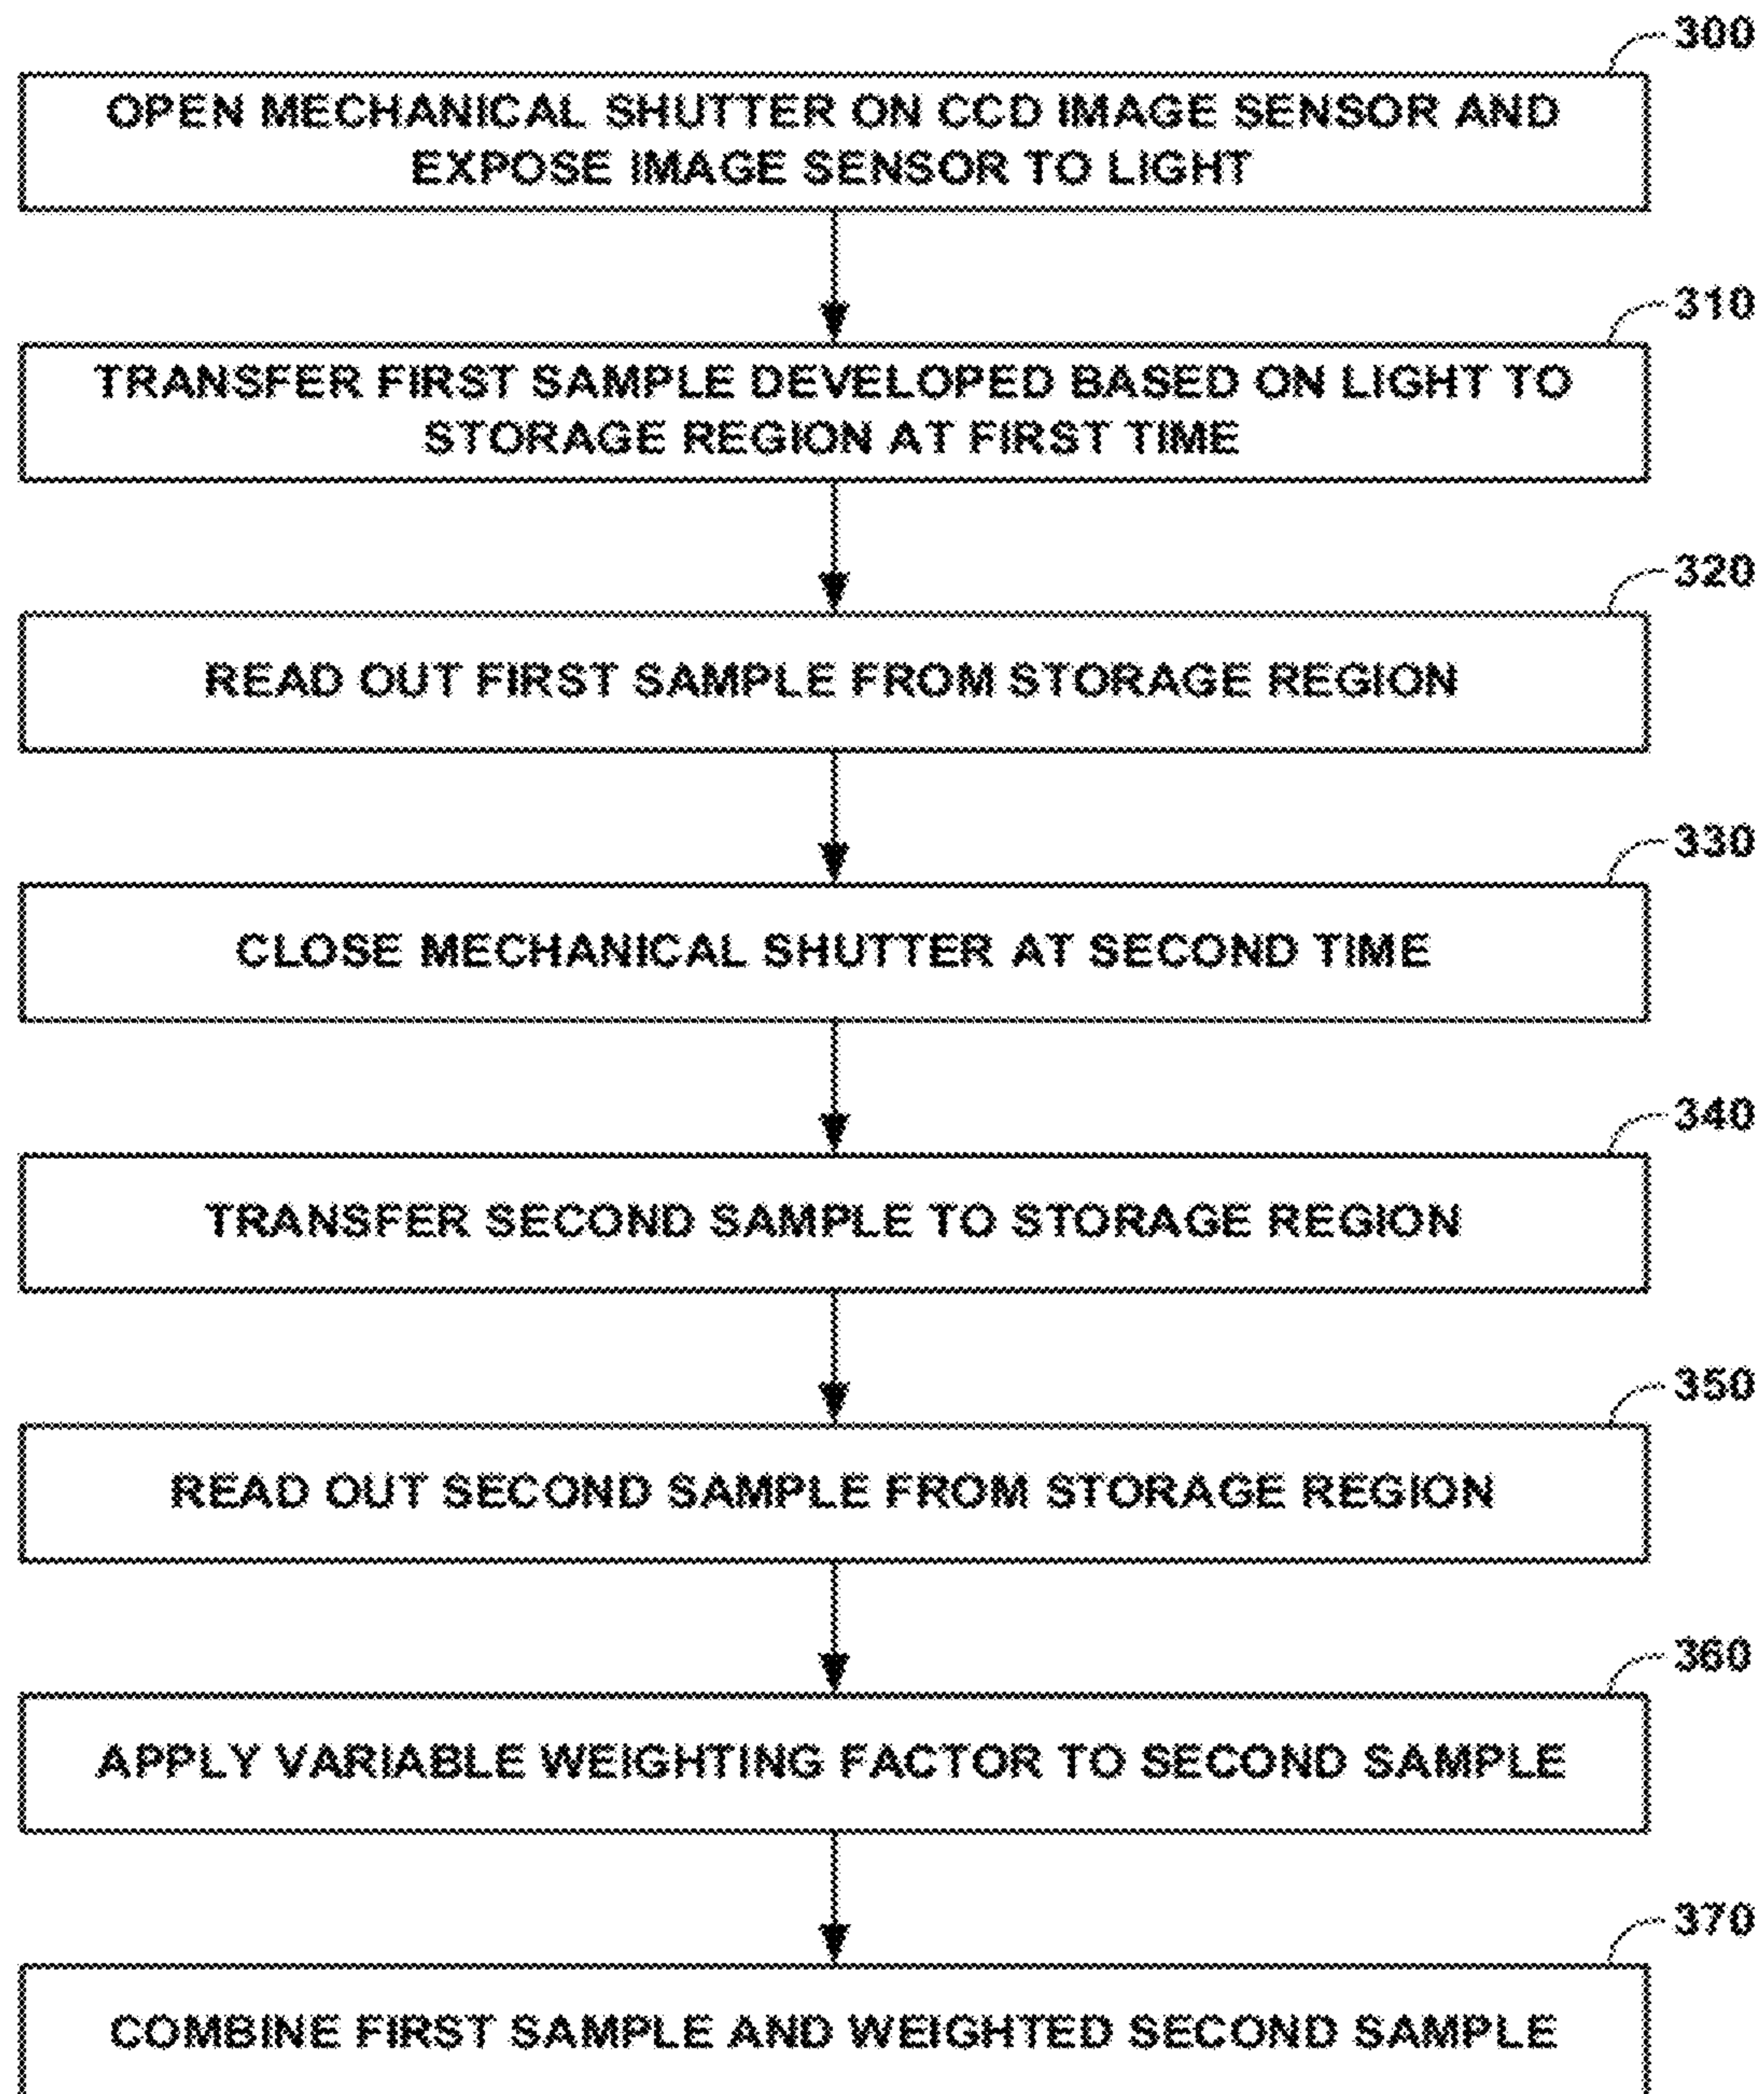 300
OPEN MECHANICAL SHUTTER ON CCD IMAGE SENSOR AND
EXPOSE IMAGE SENSOR TO LIGHT
310
TRANSFER FIRST SAMPLE DEVELOPED BASED ON LIGHT TO
STORAGE REGION AT FIRST TIME
320
READ OUT FIRST SAMPLE FROM STORAGE REGION
330
CLOSE MECHANICAL SHUTTER AT SECOND TIME
340
TRANSFER SECOND SAMPLE TO STORAGE REGION
350
READ OUT SECOND SAMPLE FROM STORAGE REGION
360
APPLY VARIABLE WEIGHTING FACTOR TO SECOND SAMPLE
370
COMBINE FIRST SAMPLE AND WEIGHTED SECOND SAMPLE